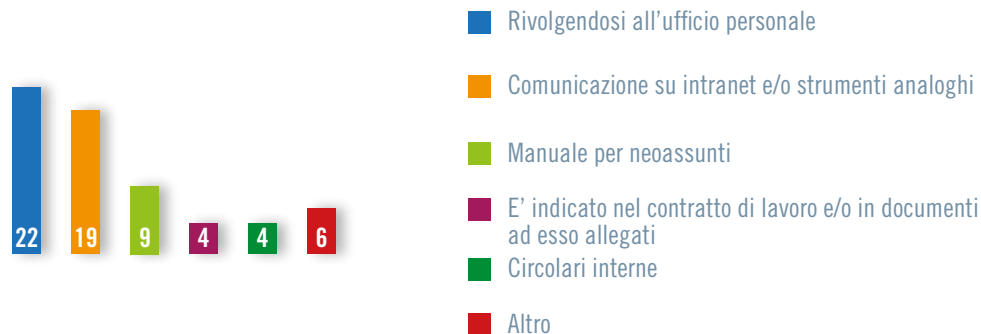 Rivolgendosi all'ufficio personale
Comunicazione su intranet e/o strumenti analoghi
Manuale per neoassunti
E' indicato nel contratto di lavoro e/o in documenti
ad esso allegati
Circolari interne
Altro
22 19 9 4 4 6